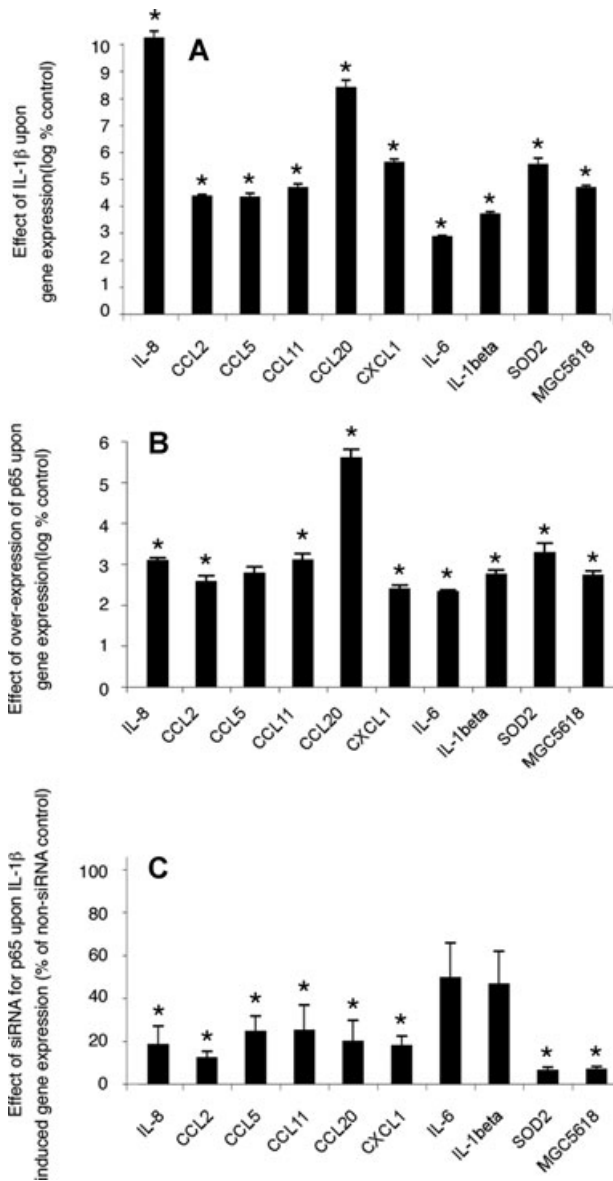 A
Effect of IL-1β upon
gene expression(log % control)
10
9
8
7
6
5
4
3
2
1
0
*
*
*
*
*
*
*
*
*
*
IL-8
CCL2
CCL5
CCL11
CCL20
CXCL1
IL-6
IL-1beta
SOD2
MGC5618
B
Effect of over-expression of p65 upon
gene expression(log % control)
6
5
4
3
2
1
0
*
*
*
*
*
*
*
*
*
IL-8
CCL2
CCL5
CCL11
CCL20
CXCL1
IL-6
IL-1beta
SOD2
MGC5618
C
Effect of siRNA for p65 upon IL-1β
induced gene expression (% of non-siRNA control)
100
80
60
40
20
0
*
*
*
*
*
*
*
*
IL-8
CCL2
CCL5
CCL11
CCL20
CXCL1
IL-6
IL-1beta
SOD2
MGC5618